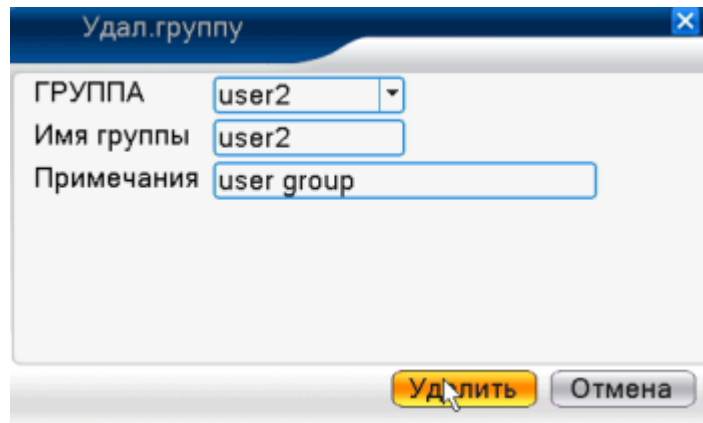 Удал.группу
ГРУППА user2
Имя группы user2
Примечания user group
Удалить Отмена